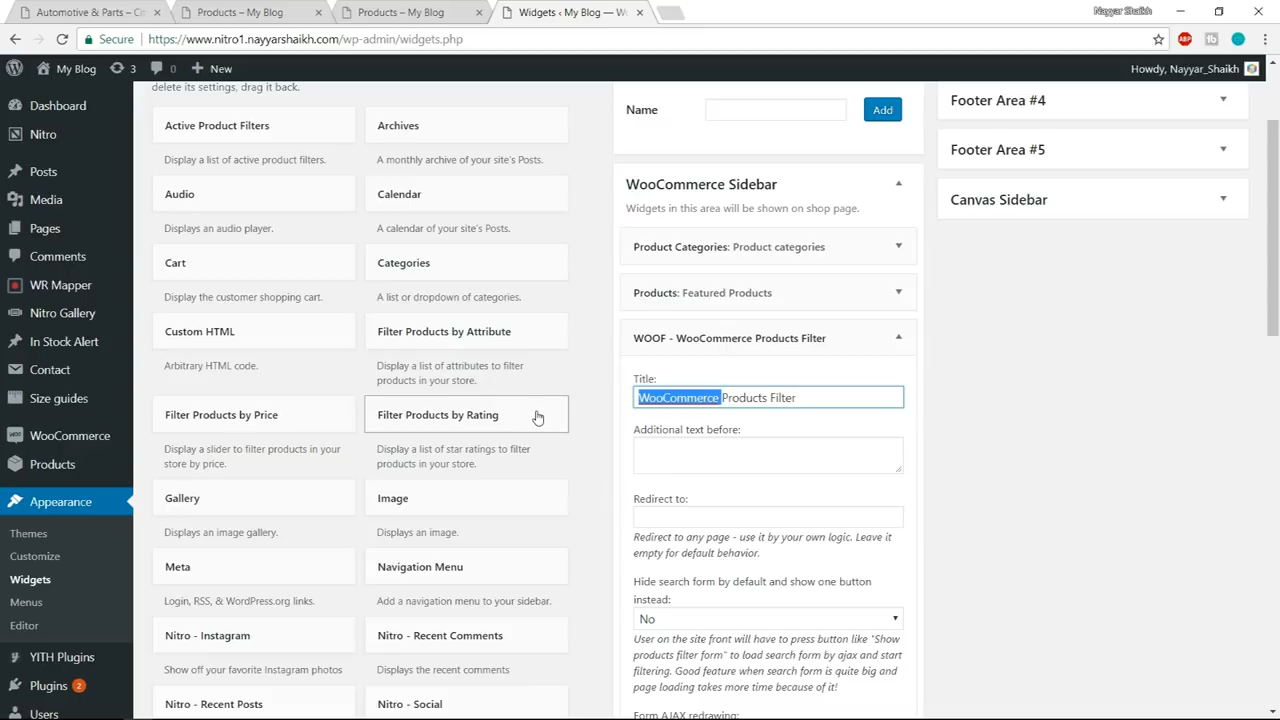 Automotive & Parts – Ci
Products – My Blog
Products – My Blog
Widgets ‹ My Blog — W
Nayyar Shaikh
Secure
https://www.nitro1.nayyarshaikh.com/wp-admin/widgets.php
ABP
My Blog
3
0
New
Howdy, Nayyar_Shaikh
Dashboard
Nitro
Posts
Media
Pages
Comments
WR Mapper
Nitro Gallery
In Stock Alert
Contact
Size guides
WooCommerce
Products
Appearance
Themes
Customize
Widgets
Menus
Editor
YITH Plugins
Plugins 2
Users
delete its settings, drag it back.
Active Product Filters
Archives
Display a list of active product filters.
A monthly archive of your site's Posts.
Audio
Calendar
Displays an audio player.
A calendar of your site's Posts.
Cart
Categories
Display the customer shopping cart.
A list or dropdown of categories.
Custom HTML
Filter Products by Attribute
Arbitrary HTML code.
Display a list of attributes to filter
products in your store.
Filter Products by Price
Filter Products by Rating
Display a slider to filter products in your
store by price.
Display a list of star ratings to filter
products in your store.
Gallery
Image
Displays an image gallery.
Displays an image.
Meta
Navigation Menu
Login, RSS, & WordPress.org links.
Add a navigation menu to your sidebar.
Nitro - Instagram
Nitro - Recent Comments
Show off your favorite Instagram photos
Displays the recent comments
Nitro - Recent Posts
Nitro - Social
Name
Add
WooCommerce Sidebar
Widgets in this area will be shown on shop page.
Product Categories: Product categories
Products: Featured Products
WOOF - WooCommerce Products Filter
Title:
WooCommerce Products Filter
Additional text before:
Redirect to:
Redirect to any page - use it by your own logic. Leave it
empty for default behavior.
Hide search form by default and show one button
instead:
No
User on the site front will have to press button like "Show
products filter form" to load search form by ajax and start
filtering. Good feature when search form is quite big and
page loading takes more time because of it!
Form AJAX redrawing:
Footer Area #4
Footer Area #5
Canvas Sidebar